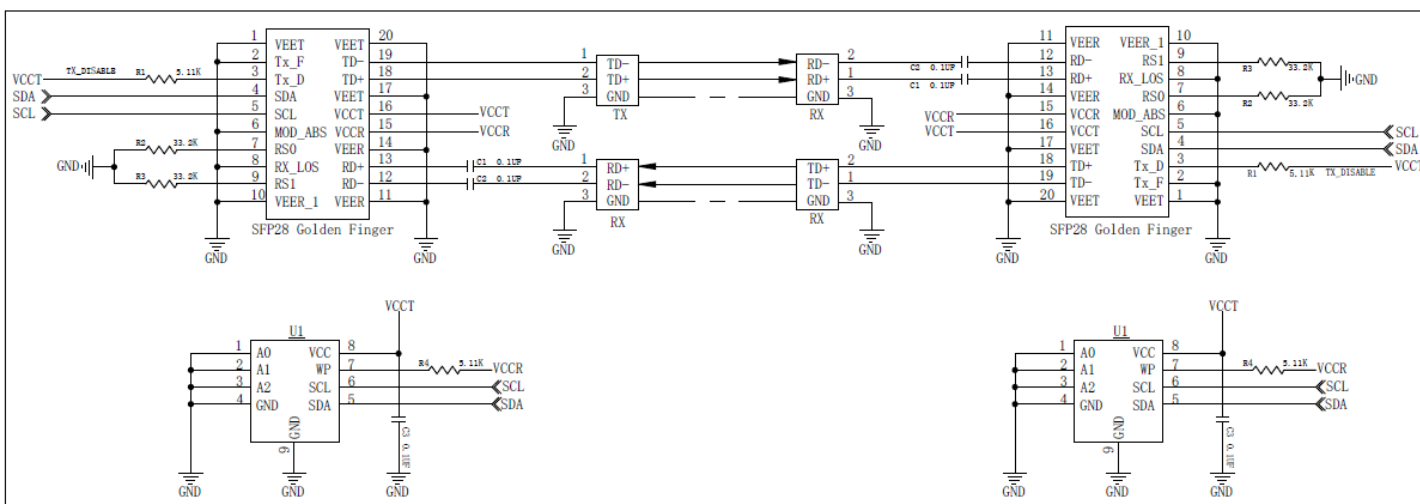 1 VEET VEET 20
2 Tx_F TD- 19
VCCT TX_DISABLE R1 5.11K 3 Tx_D TD+ 18
SDA 4 SDA VEET 17
SCL 5 SCL VCCT 16 VCCT
6 MOD_ABS VCCR 15 VCCR
R2 33.2K 7 RS0 VEER 14
GND 8 RX_LOS RD+ 13 C1 0.1UF
R3 33.2K 9 RS1 RD- 12 C2 0.1UF
10 VEER_1 VEER 11
SFP28 Golden Finger
GND GND
1 TD-
2 TD+
3 GND
TX
GND
RD- 2
RD+ 1
GND 3
RX
GND
1 RD+
2 RD-
3 GND
RX
GND
TD+ 2
TD- 1
GND 3
RX
GND
11 VEER VEER_1 10
C2 0.1UF 12 RD- RS1 9 R3 33.2K
C1 0.1UF 13 RD+ RX_LOS 8 GND
14 VEER RS0 7 R2 33.2K
VCCR 15 VCCR MOD_ABS 6
VCCT 16 VCCT SCL 5 SCL
17 VEET SDA 4 SDA
18 TD+ Tx_D 3 R1 5.11K TX_DISABLE VCCT
19 TD- Tx_F 2
20 VEET VEET 1
SFP28 Golden Finger
GND GND
VCCT
U1
1 A0 VCC 8
2 A1 WP 7 R4 5.11K VCCR
3 A2 SCL 6 SCL
4 GND SDA 5 SDA
GND
9
C3 0.1UF
GND GND GND
VCCT
U1
1 A0 VCC 8
2 A1 WP 7 R4 5.11K VCCR
3 A2 SCL 6 SCL
4 GND SDA 5 SDA
GND
9
C3 0.1UF
GND GND GND